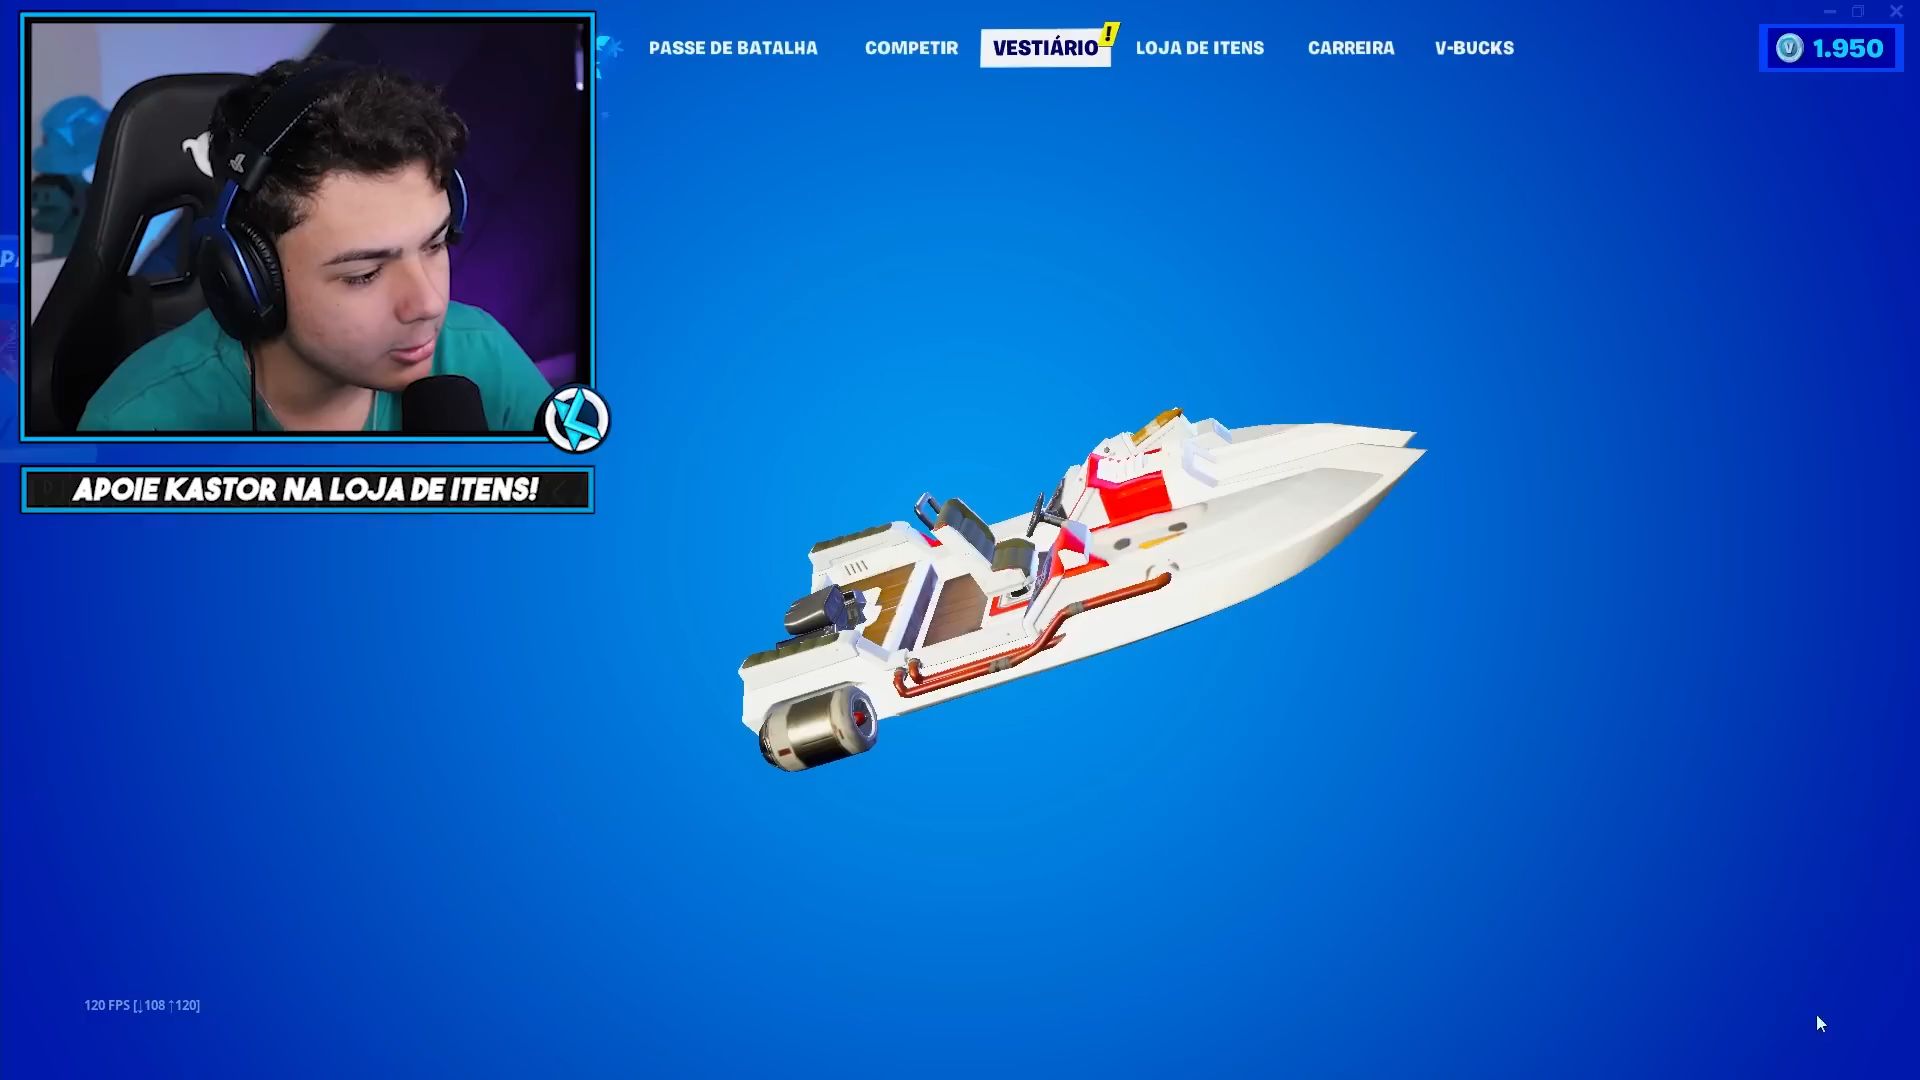 PASSE DE BATALHA COMPETIR VESTIÁRIO! LOJA DE ITENS CARREIRA V-BUCKS 1.950
APOIE KASTOR NA LOJA DE ITENS!
120 FPS [↓108 ↑120]